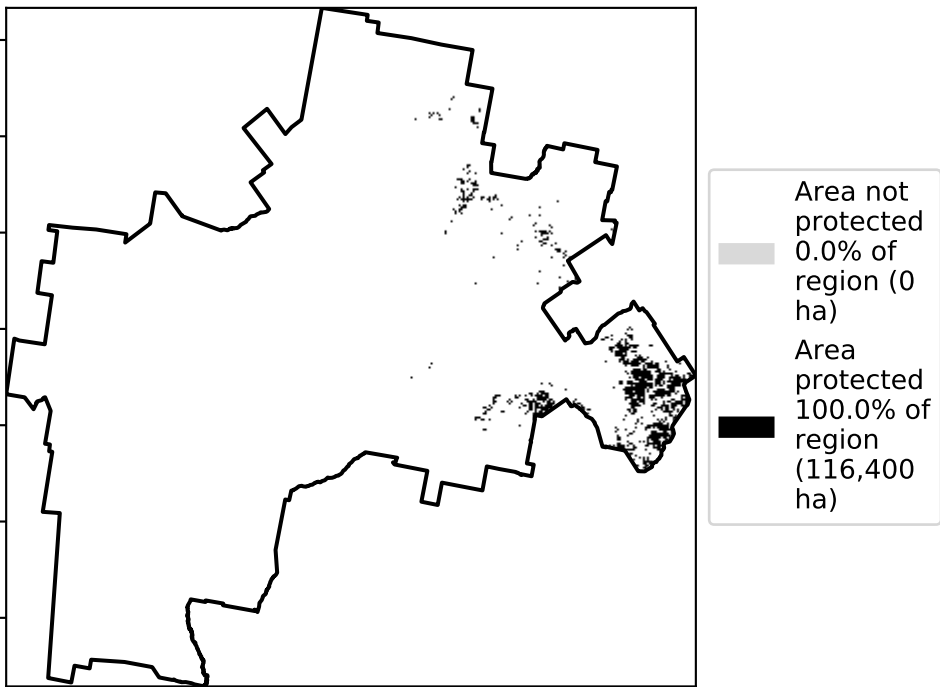 Area not
protected
0.0% of
region (0
ha)
Area
protected
100.0% of
region
(116,400
ha)